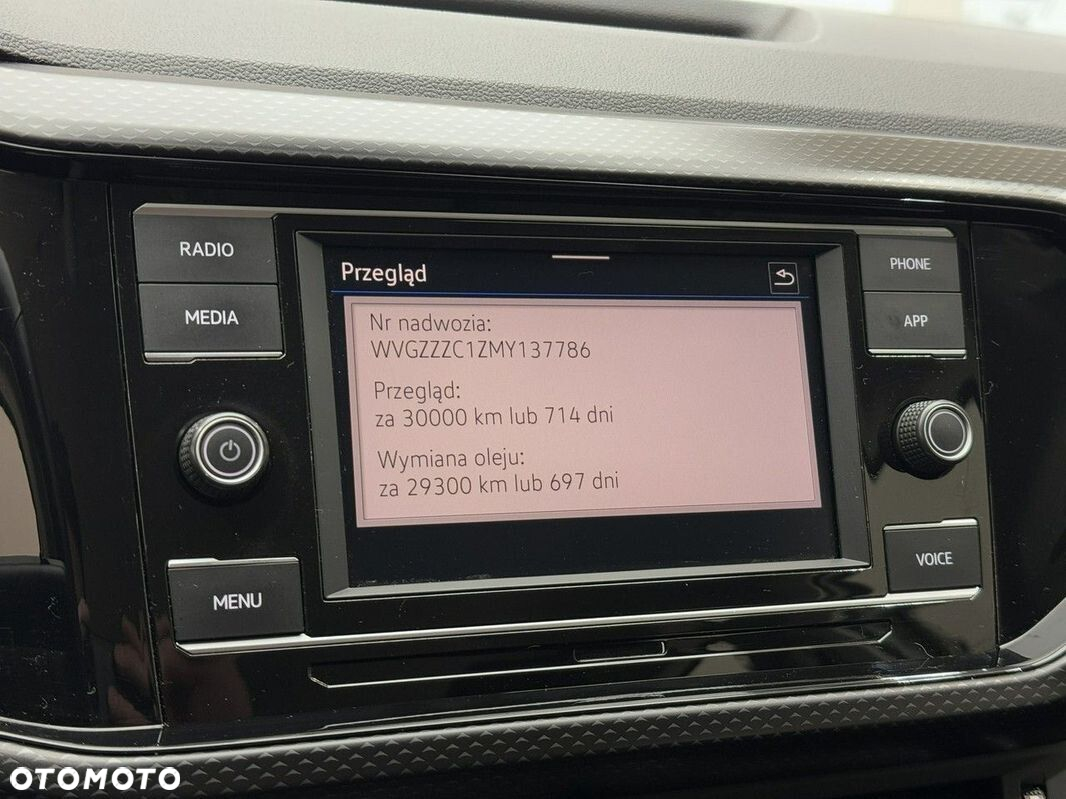 RADIO
MEDIA
MENU
Przegląd
Nr nadwozia:
WVGZZZC1ZMY137786
Przegląd:
za 30000 km lub 714 dni
Wymiana oleju:
za 29300 km lub 697 dni
PHONE
APP
VOICE
OTOMOTO